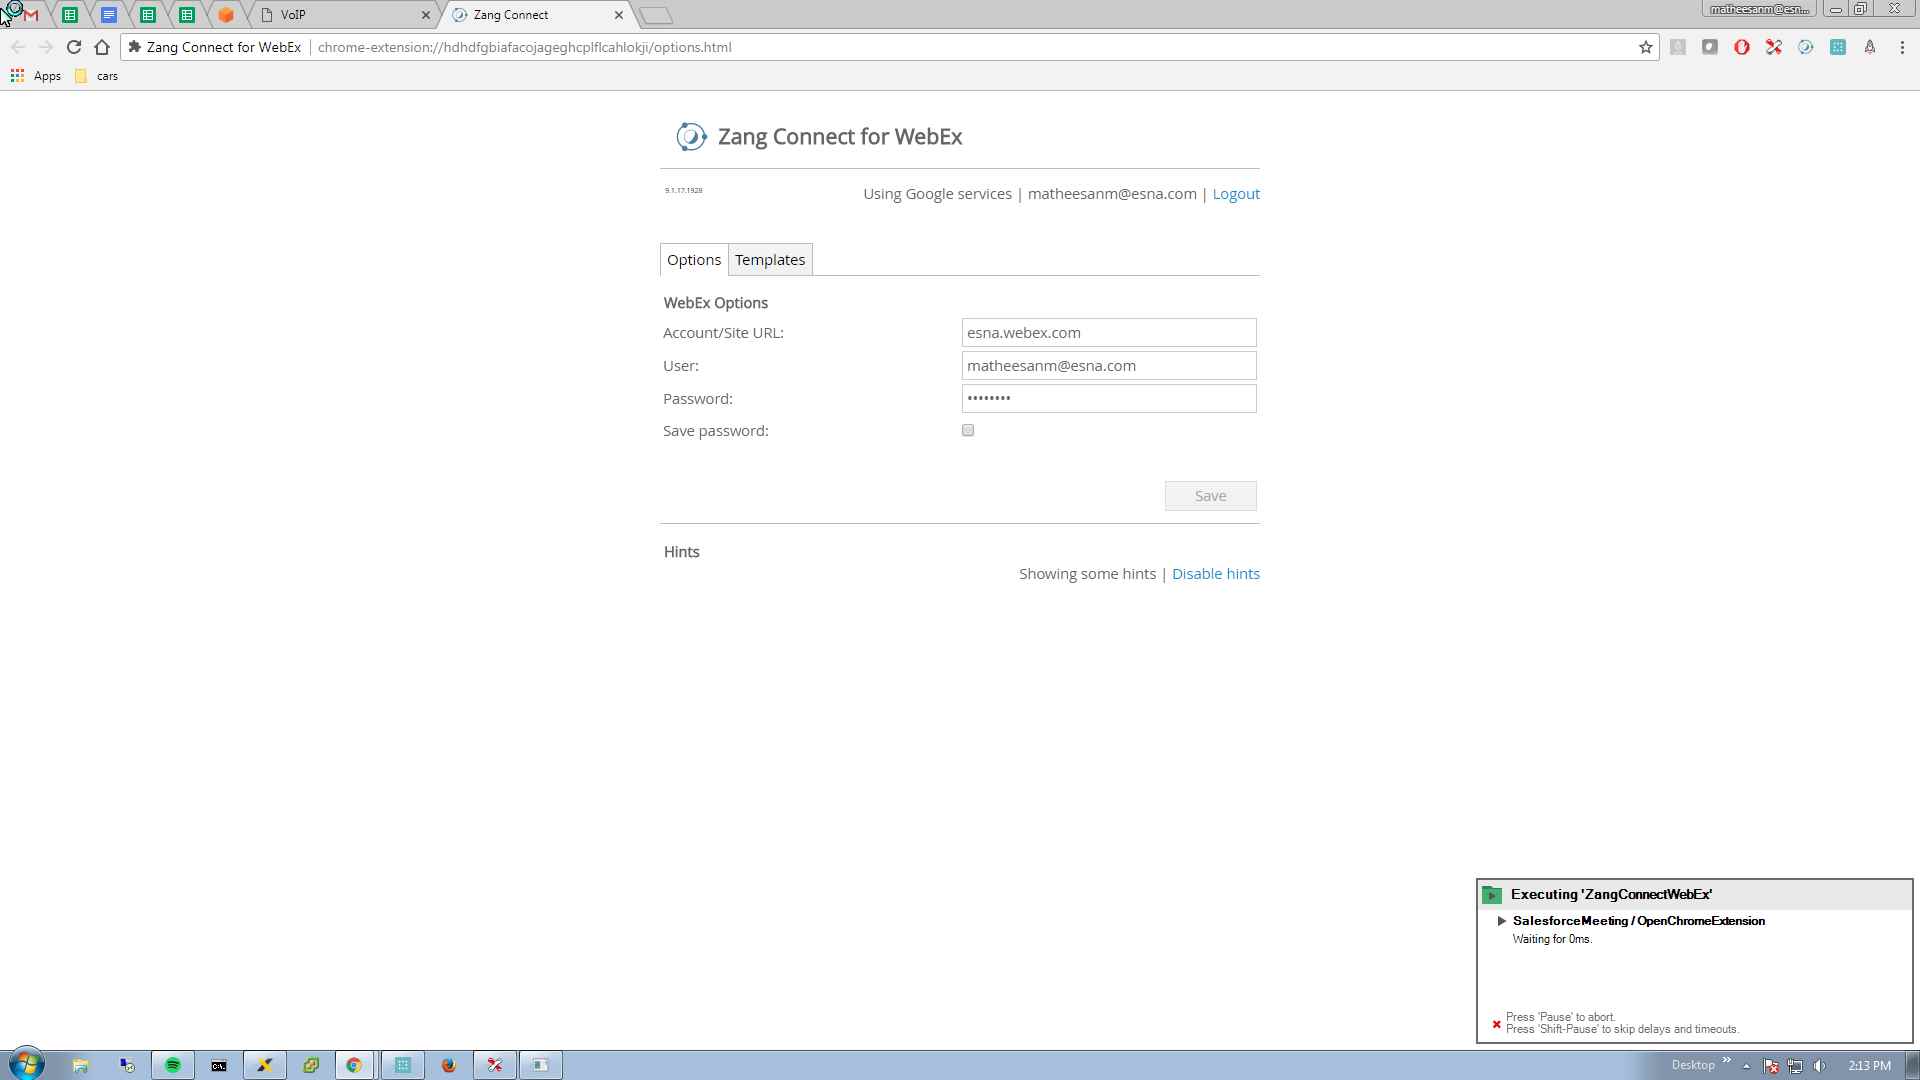 VoIP
Zang Connect
matheesanm@esn...
Zang Connect for WebEx
chrome-extension://hdhdfgbiafacojageghcplflcahlokji/options.html
Apps
cars
Zang Connect for WebEx
9.1.17.1928
Using Google services | matheesanm@esna.com | Logout
Options
Templates
WebEx Options
Account/Site URL:
esna.webex.com
User:
matheesanm@esna.com
Password:
••••••••
Save password:
Save
Hints
Showing some hints | Disable hints
Executing 'ZangConnectWebEx'
SalesforceMeeting / OpenChromeExtension
Waiting for 0ms.
Press 'Pause' to abort.
Press 'Shift-Pause' to skip delays and timeouts.
Desktop
2:13 PM